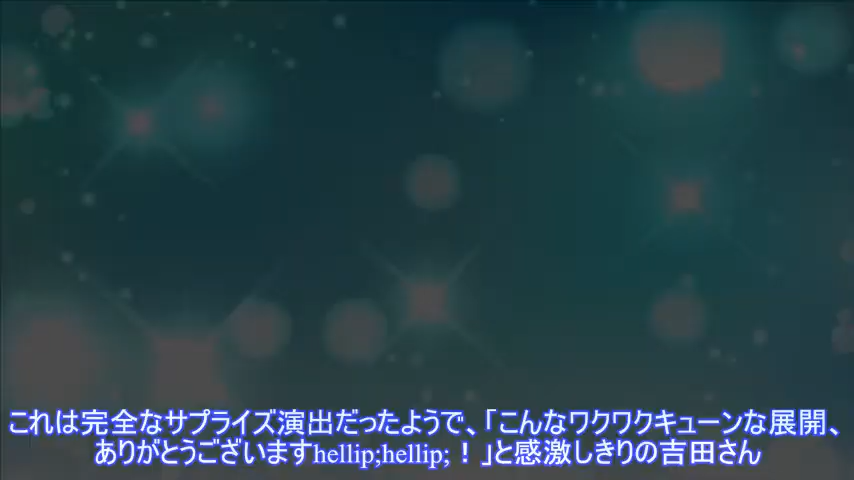 これは完全なサプライズ演出だったようで、「こんなワクワクキューンな展開、
ありがとうございますhellip;hellip;！」と感激しきりの吉田さん